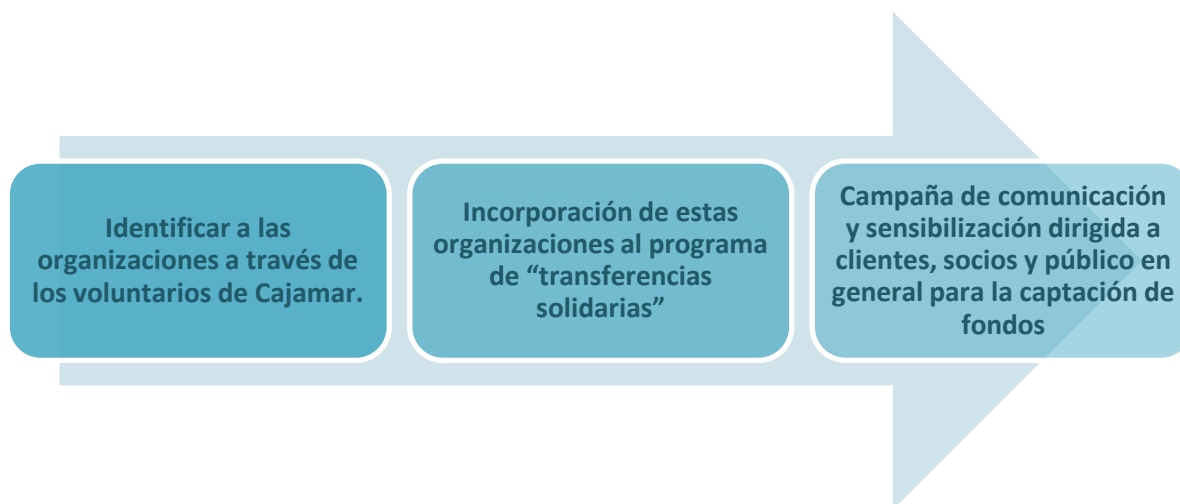 Identificar a las
organizaciones a través de
los voluntarios de Cajamar.
Incorporación de estas
organizaciones al programa
de “transferencias
solidarias”
Campaña de comunicación
y sensibilización dirigida a
clientes, socios y público en
general para la captación de
fondos